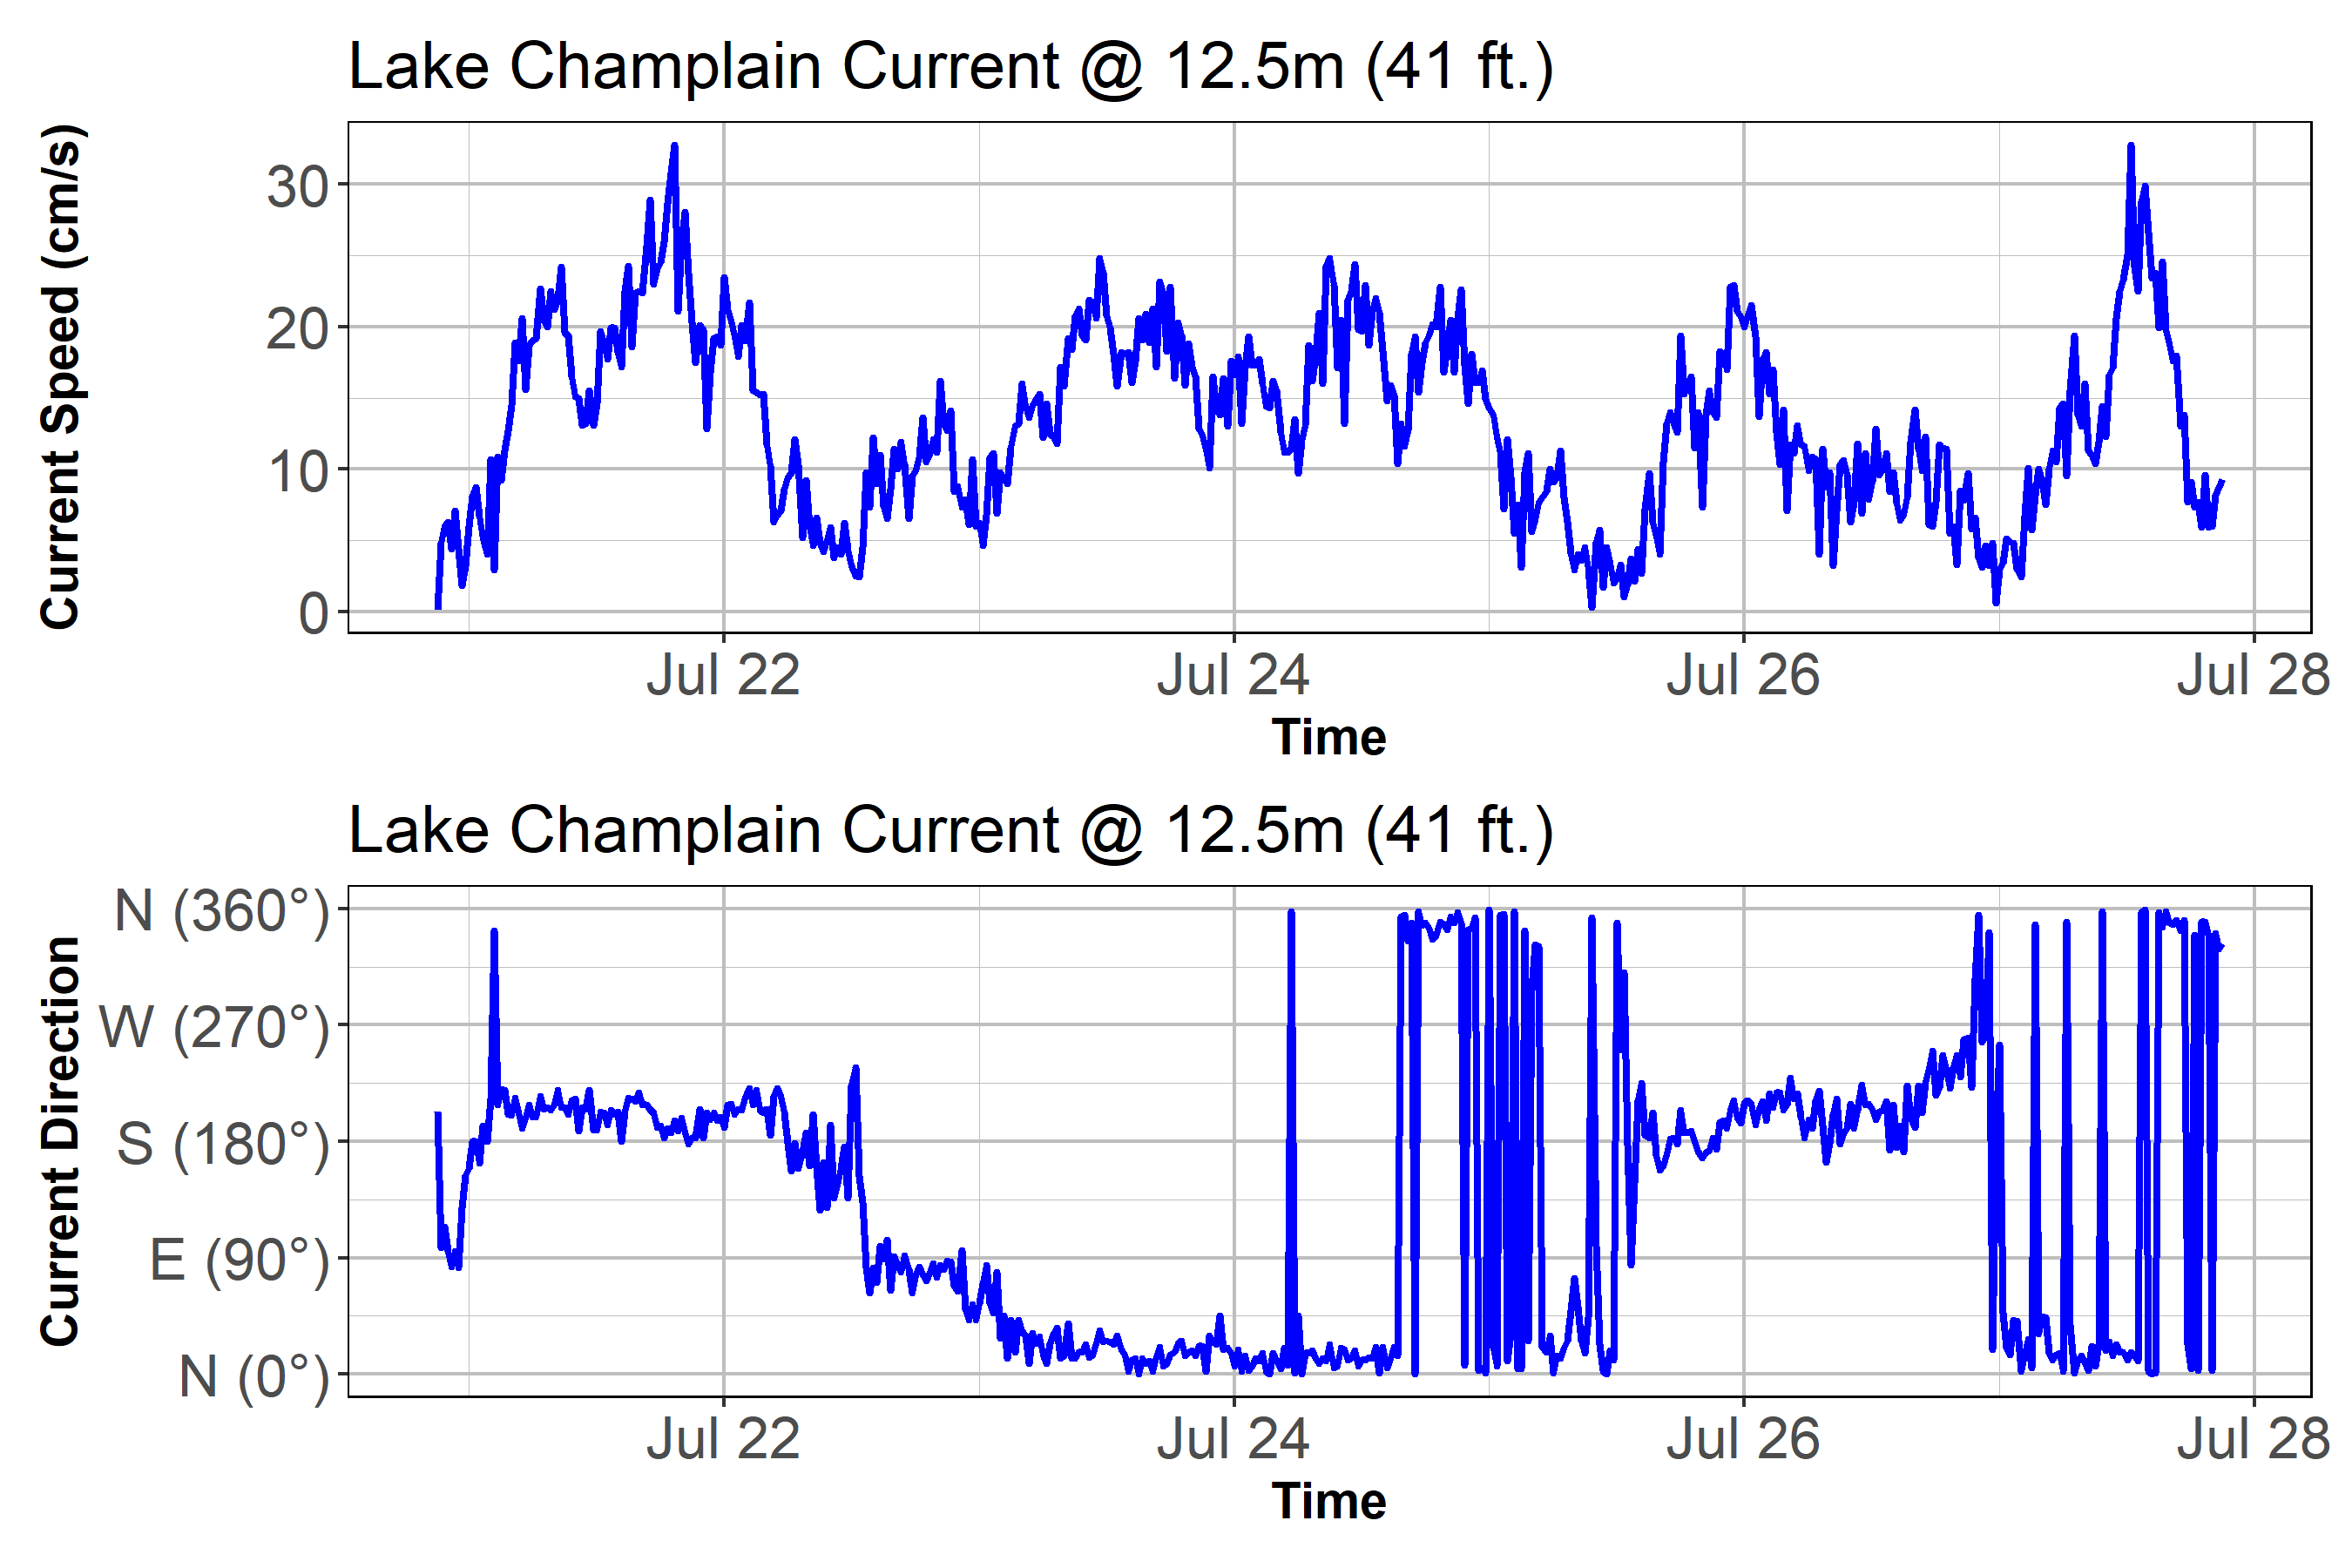 Lake Champlain Current @ 12.5m (41 ft.)
Current Speed (cm/s)
30
20
10
0
Jul 22 Jul 24 Jul 26 Jul 28
Time
Lake Champlain Current @ 12.5m (41 ft.)
Current Direction
N (360°)
W (270°)
S (180°)
E (90°)
N (0°)
Jul 22 Jul 24 Jul 26 Jul 28
Time